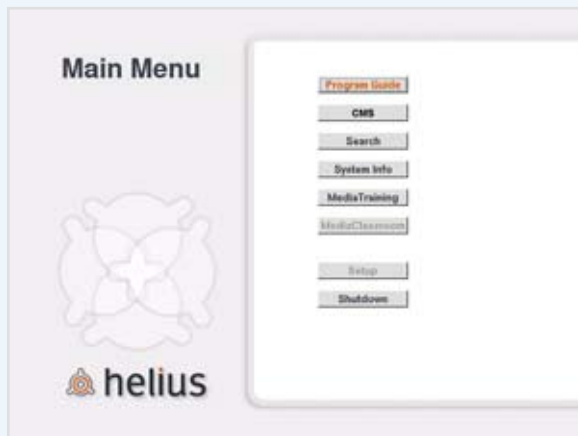 Main Menu
Program Guide
CMS
Search
System Info
MediaTraining
MediaClassroom
Setup
Shutdown
helius